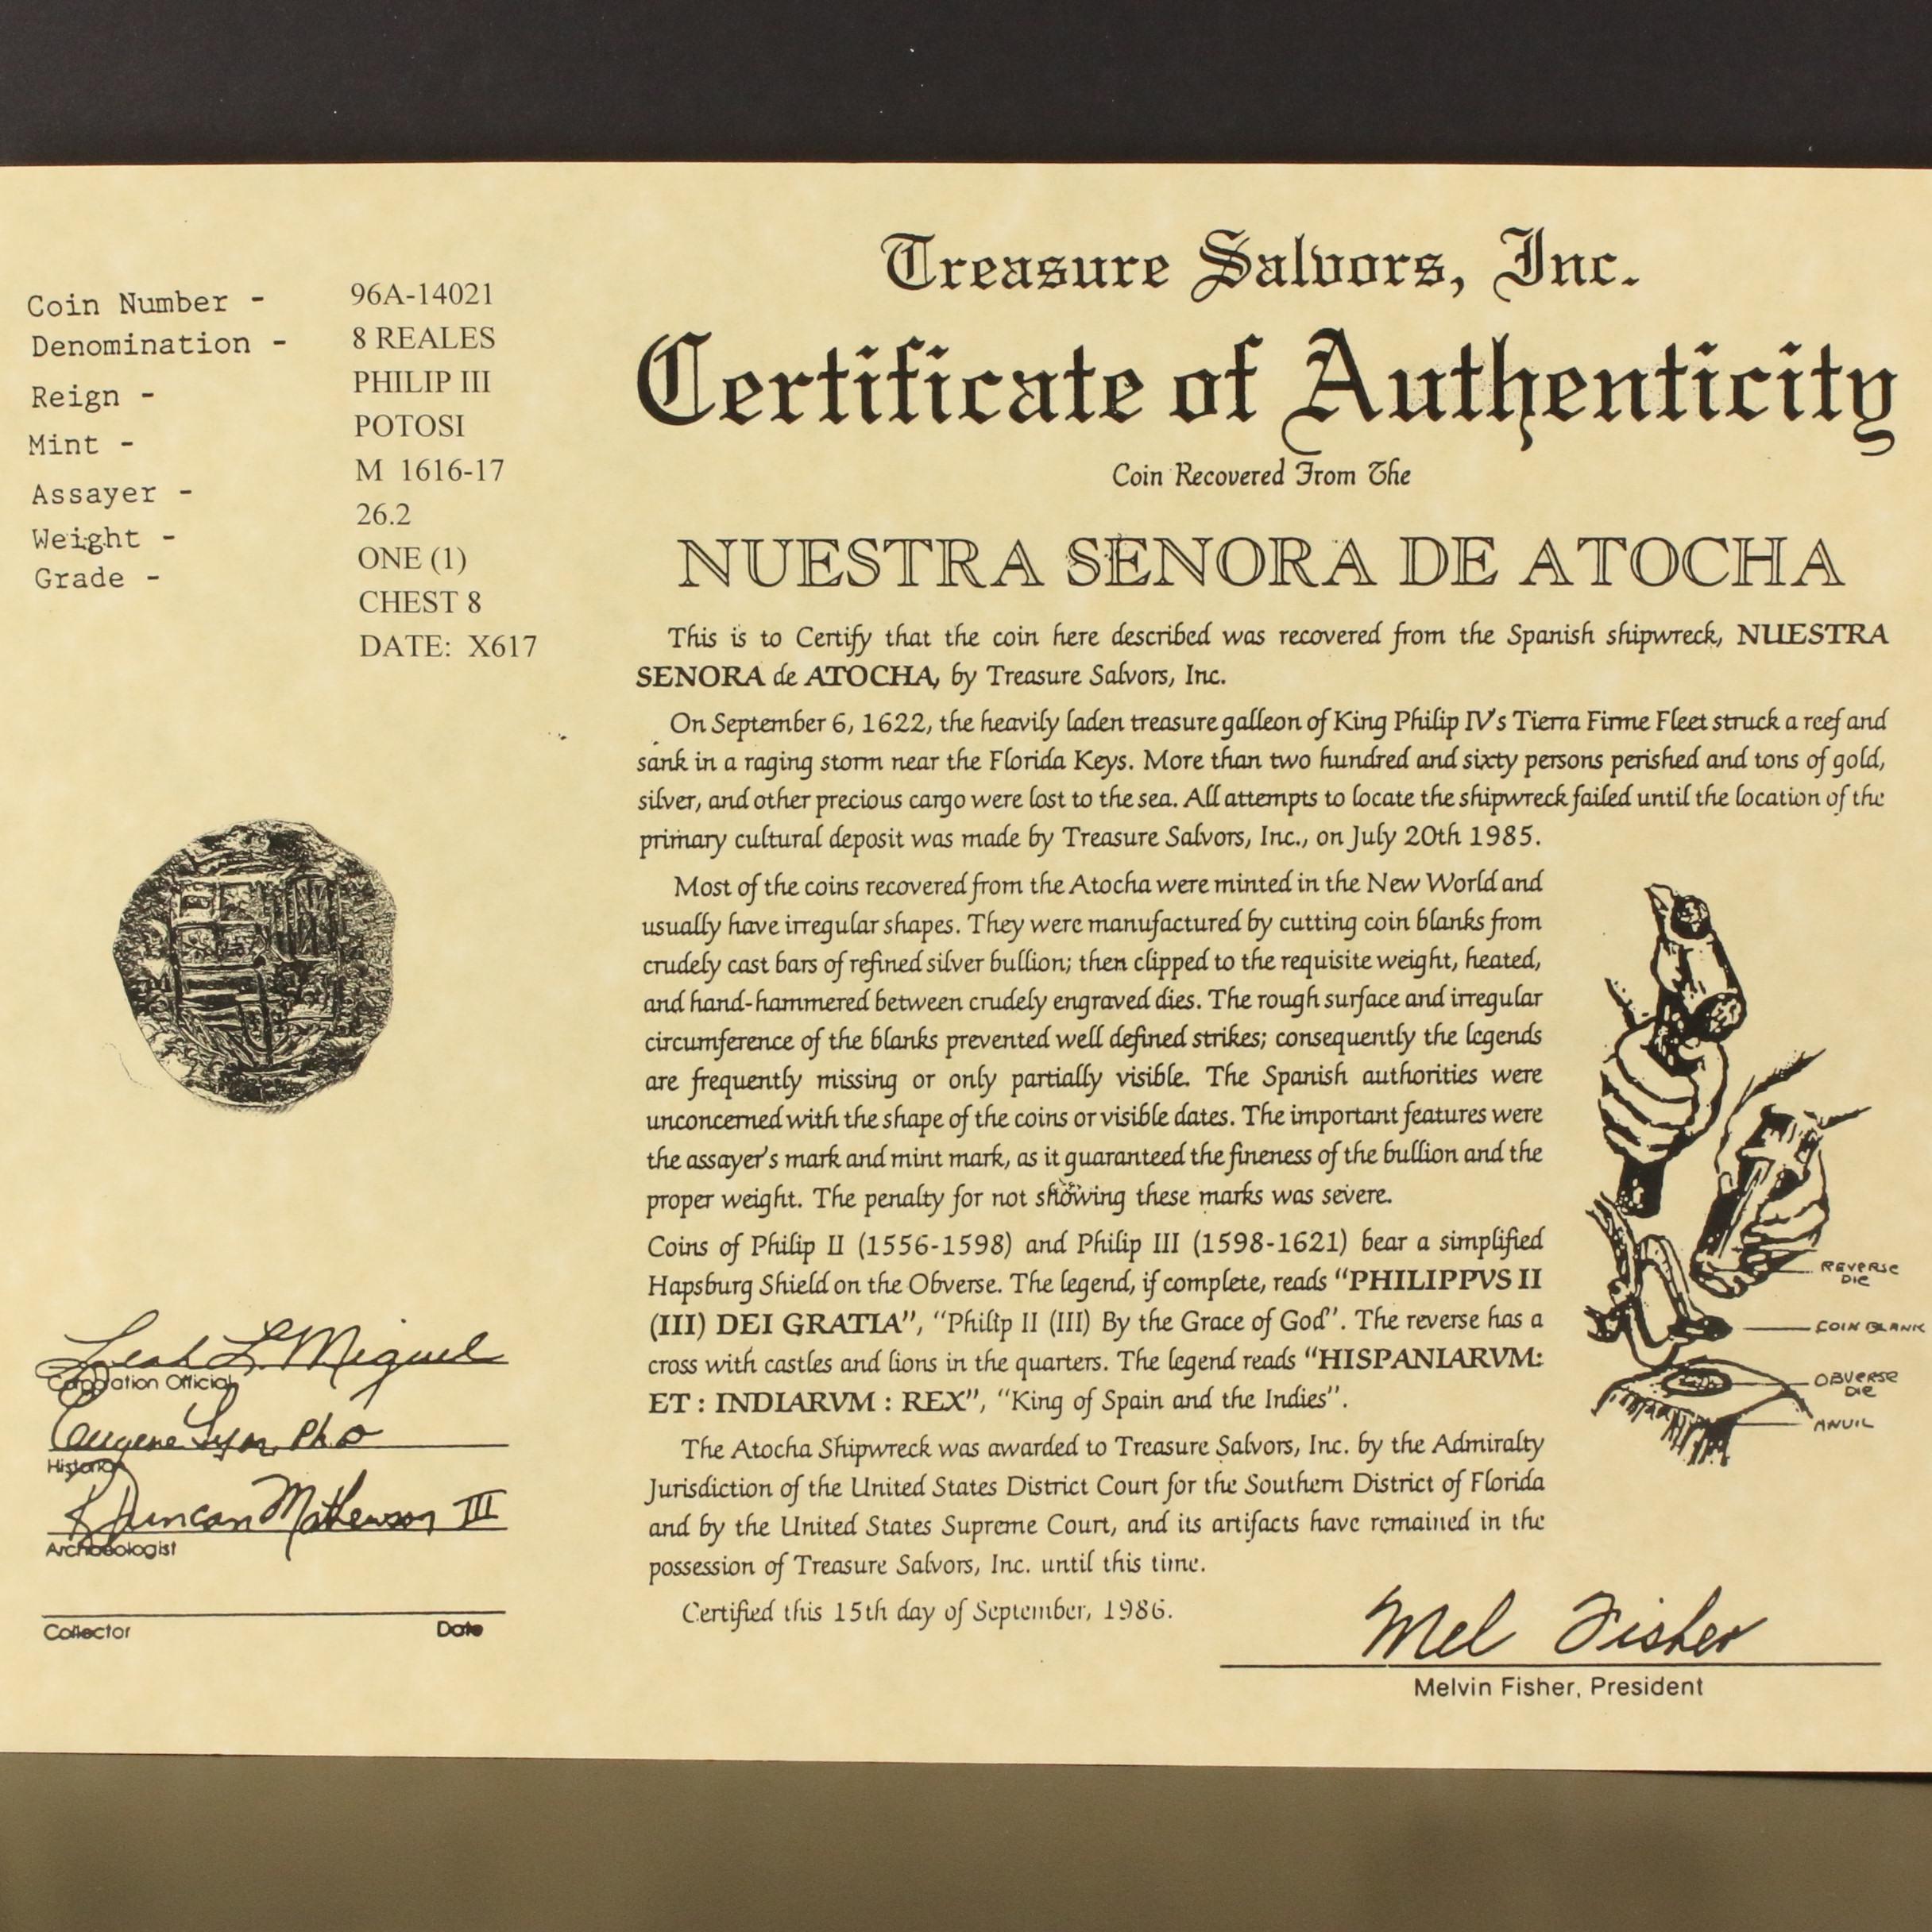 Coin Number - 96A-14021
Denomination - 8 REALES
Reign - PHILIP III
Mint - POTOSI
Assayer - M 1616-17
Weight - 26.2
Grade - ONE (1)
CHEST 8
DATE: X617
Leah L. Miguel
Corporation Official
Eugene Lyon, PhD
Historian
R Duncan Mathewson III
Archaeologist
Collector Date
Treasure Salvors, Inc.
Certificate of Authenticity
Coin Recovered From The
NUESTRA SENORA DE ATOCHA
This is to Certify that the coin here described was recovered from the Spanish shipwreck, NUESTRA
SENORA de ATOCHA, by Treasure Salvors, Inc.
On September 6, 1622, the heavily laden treasure galleon of King Philip IV's Tierra Firme Fleet struck a reef and
sank in a raging storm near the Florida Keys. More than two hundred and sixty persons perished and tons of gold,
silver, and other precious cargo were lost to the sea. All attempts to locate the shipwreck failed until the location of the
primary cultural deposit was made by Treasure Salvors, Inc., on July 20th 1985.
Most of the coins recovered from the Atocha were minted in the New World and
usually have irregular shapes. They were manufactured by cutting coin blanks from
crudely cast bars of refined silver bullion; then clipped to the requisite weight, heated,
and hand-hammered between crudely engraved dies. The rough surface and irregular
circumference of the blanks prevented well defined strikes; consequently the legends
are frequently missing or only partially visible. The Spanish authorities were
unconcerned with the shape of the coins or visible dates. The important features were
the assayer's mark and mint mark, as it guaranteed the fineness of the bullion and the
proper weight. The penalty for not showing these marks was severe.
Coins of Philip II (1556-1598) and Philip III (1598-1621) bear a simplified
Hapsburg Shield on the Obverse. The legend, if complete, reads "PHILIPPVS II
(III) DEI GRATIA", "Philip II (III) By the Grace of God". The reverse has a
cross with castles and lions in the quarters. The legend reads "HISPANIARVM:
ET : INDIARVM : REX", "King of Spain and the Indies".
The Atocha Shipwreck was awarded to Treasure Salvors, Inc. by the Admiralty
Jurisdiction of the United States District Court for the Southern District of Florida
and by the United States Supreme Court, and its artifacts have remained in the
possession of Treasure Salvors, Inc. until this time.
Certified this 15th day of September, 1986.
REVERSE
DIE
COIN BLANK
OBVERSE
DIE
ANVIL
Mel Fisher
Melvin Fisher, President